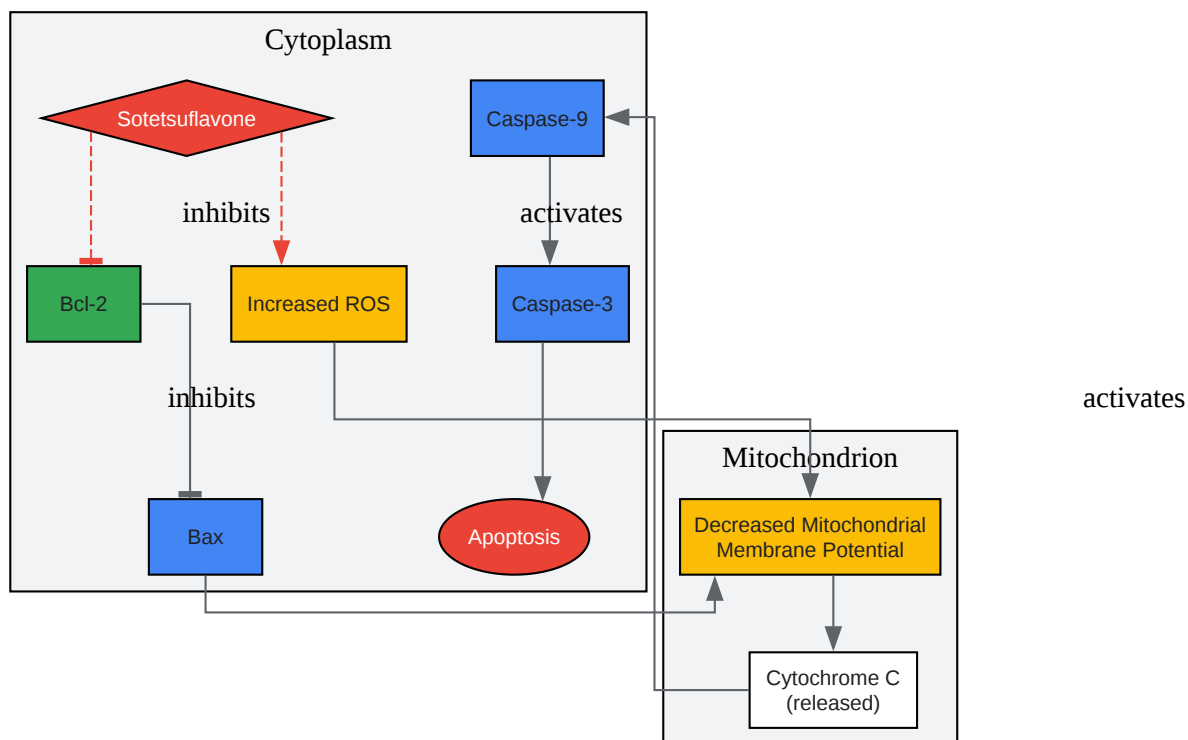 Cytoplasm
Sotetsuflavone
Caspase-9
inhibits
activates
Bcl-2
Increased ROS
Caspase-3
inhibits
activates
Mitochondrion
Bax
Apoptosis
Decreased Mitochondrial
Membrane Potential
Cytochrome C
(released)